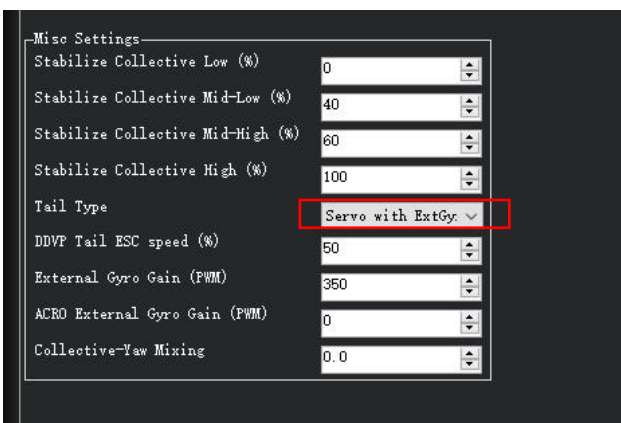 Misc Settings
Stabilize Collective Low (%) 0
Stabilize Collective Mid-Low (%) 40
Stabilize Collective Mid-High (%) 60
Stabilize Collective High (%) 100
Tail Type Servo with ExtGy:
DDVP Tail ESC speed (%) 50
External Gyro Gain (PWM) 350
ACRO External Gyro Gain (PWM) 0
Collective-Yaw Mixing 0.0